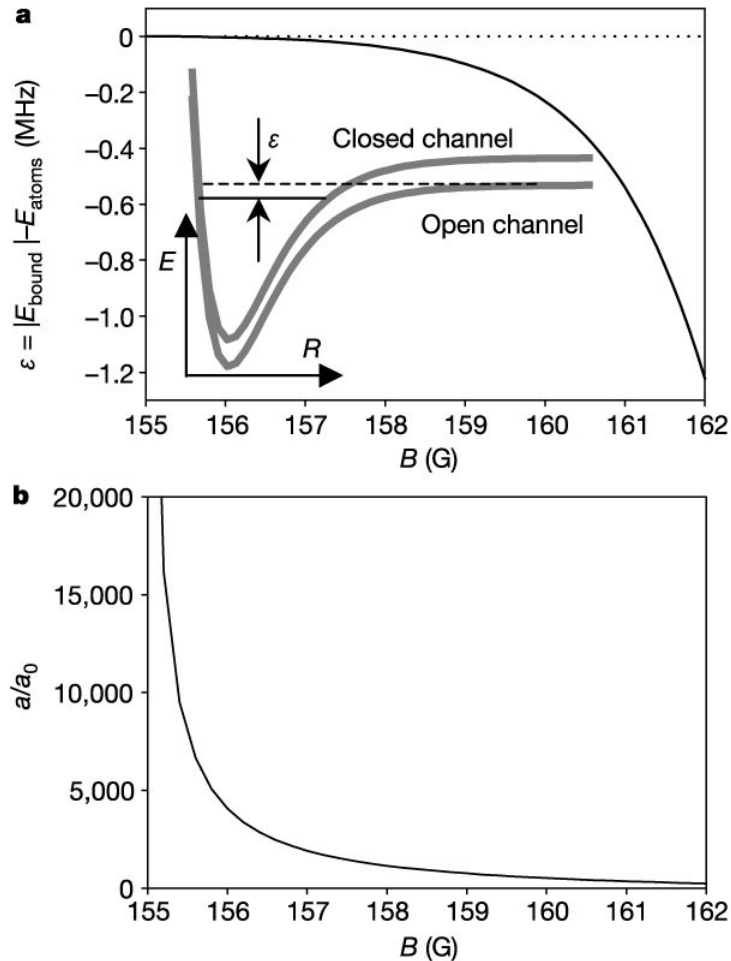 a
0
−0.2
−0.4
−0.6
−0.8
−1.0
−1.2
ε = |E_bound|−E_atoms (MHz)
ε
Closed channel
Open channel
E
R
155 156 157 158 159 160 161 162
B (G)
b
20,000
15,000
10,000
5,000
0
a/a₀
155 156 157 158 159 160 161 162
B (G)